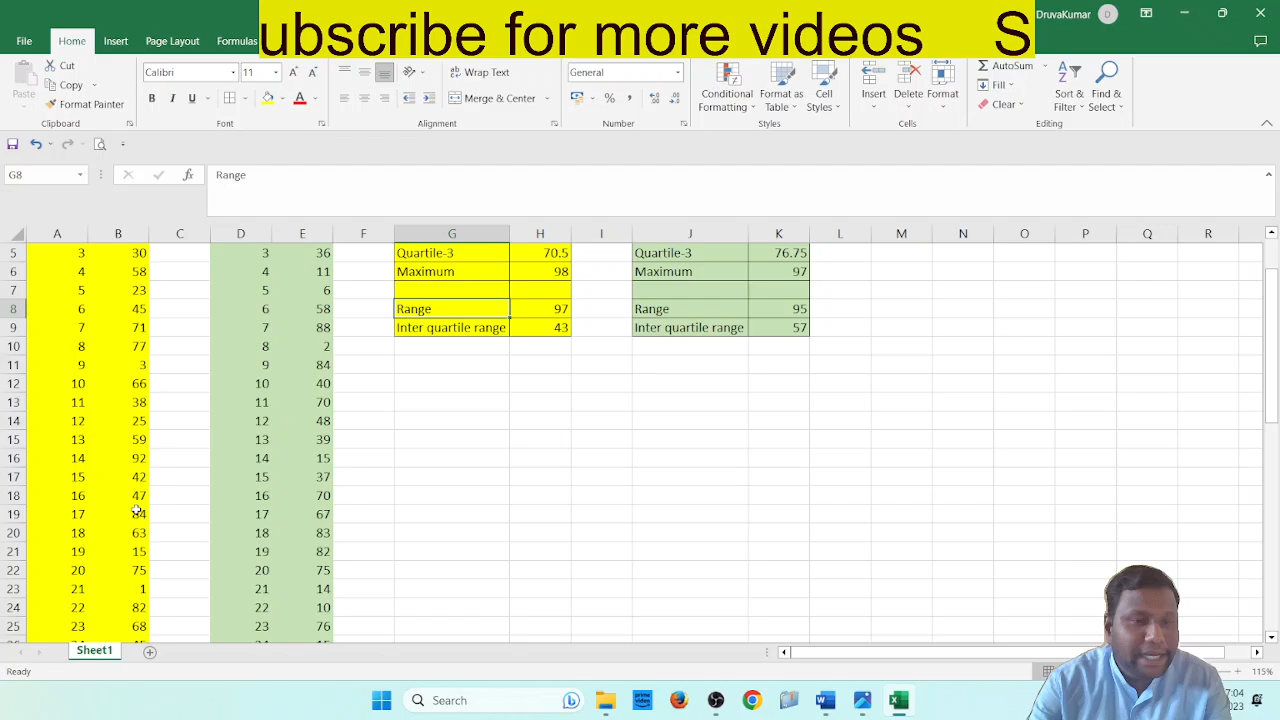 ubscribe for more videos S
DruvaKumar D
File Home Insert Page Layout Formulas
Cut
Copy
Format Painter
Paste
Calibri 11
B I U
Wrap Text
Merge & Center
General
% ,
Conditional Formatting
Format as Table
Cell Styles
Insert Delete Format
AutoSum
Fill
Clear
Sort & Filter
Find & Select
Clipboard Font Alignment Number Styles Cells Editing
G8 fx Range
A B C D E F G H I J K L M N O P Q R
5 3 30 3 36 Quartile-3 70.5 Quartile-3 76.75
6 4 58 4 11 Maximum 98 Maximum 97
7 5 23 5 6
8 6 45 6 58 Range 97 Range 95
9 7 71 7 88 Inter quartile range 43 Inter quartile range 57
10 8 77 8 2
11 9 3 9 84
12 10 66 10 40
13 11 38 11 70
14 12 25 12 48
15 13 59 13 39
16 14 92 14 15
17 15 42 15 37
18 16 47 16 70
19 17 84 17 67
20 18 63 18 83
21 19 15 19 82
22 20 75 20 75
23 21 1 21 14
24 22 82 22 10
25 23 68 23 76
Sheet1
Ready 115%
Search
prime video
17:04